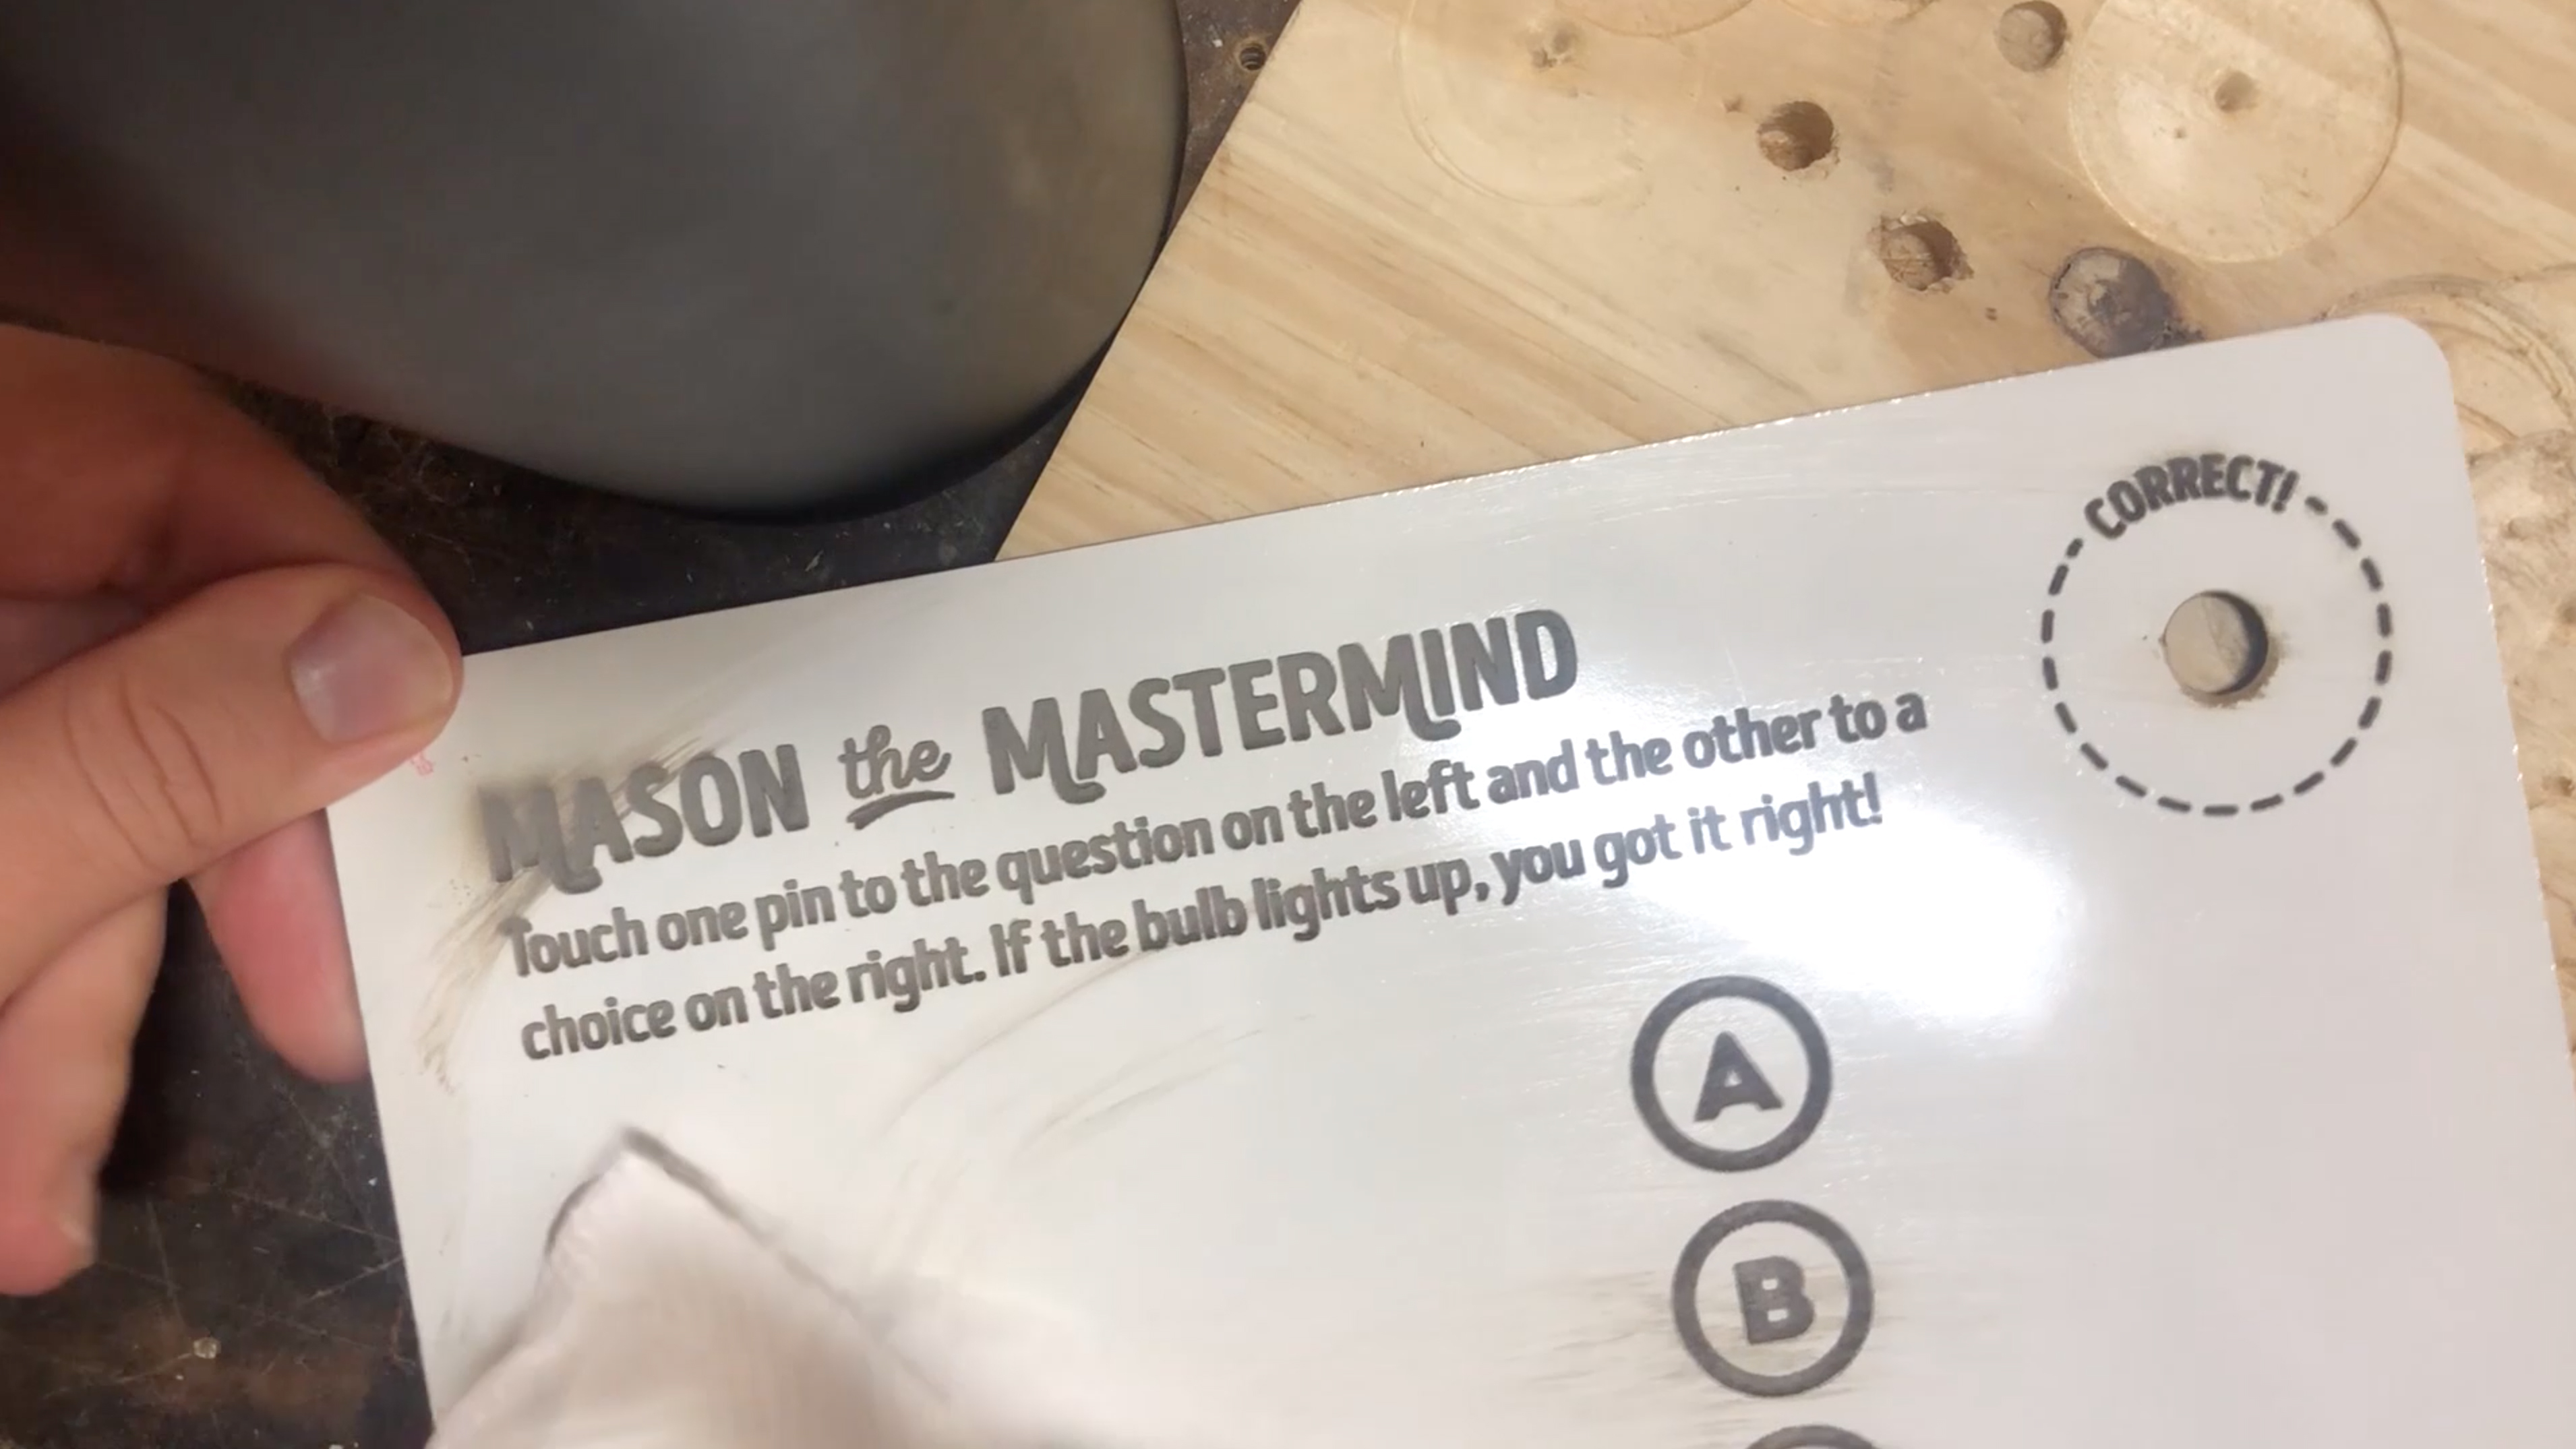 CORRECT!
MASON the MASTERMIND
Touch one pin to the question on the left and the other to a
choice on the right. If the bulb lights up, you got it right!
A
B